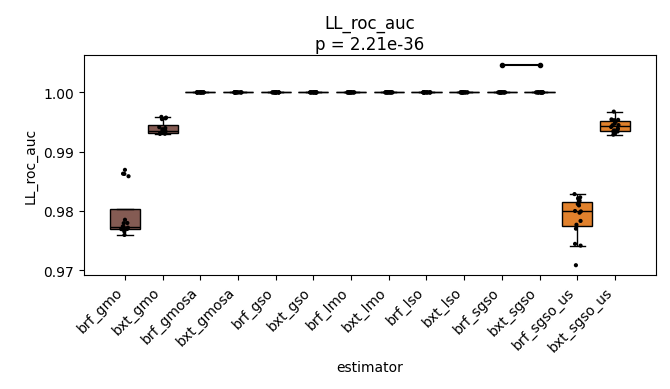 LL_roc_auc
p = 2.21e-36
LL_roc_auc
1.00
0.99
0.98
0.97
brf_gmo
bxt_gmo
brf_gmosa
bxt_gmosa
brf_gso
bxt_gso
brf_lmo
bxt_lmo
brf_lso
bxt_lso
brf_sgso
bxt_sgso
brf_sgso_us
bxt_sgso_us
estimator